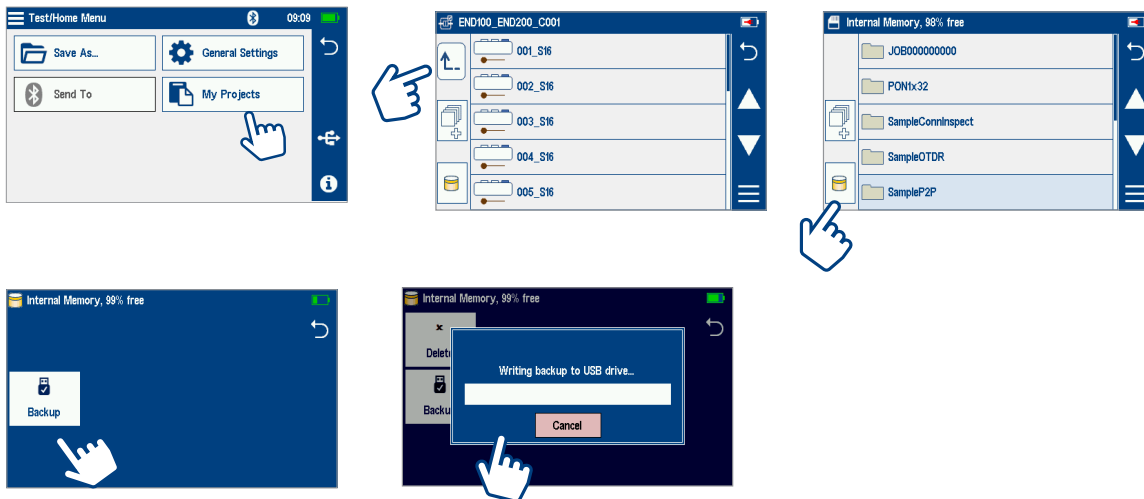 Test/Home Menu 09:09
Save As...
General Settings
Send To
My Projects
END100_END200_C001
001_S16
002_S16
003_S16
004_S16
005_S16
Internal Memory, 98% free
JOB000000000
PON1x32
SampleConnInspect
SampleOTDR
SampleP2P
Internal Memory, 99% free
Backup
Internal Memory, 99% free
Delet
Backu
Writing backup to USB drive...
Cancel